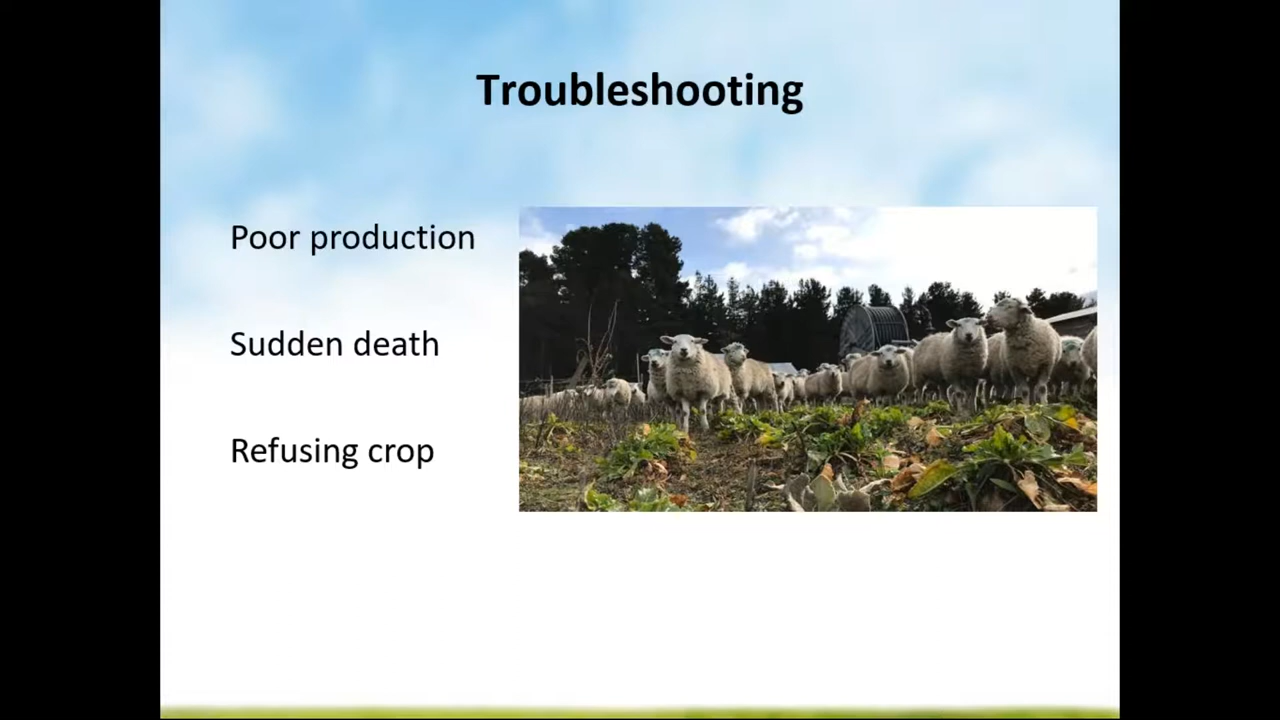 Troubleshooting
Poor production
Sudden death
Refusing crop